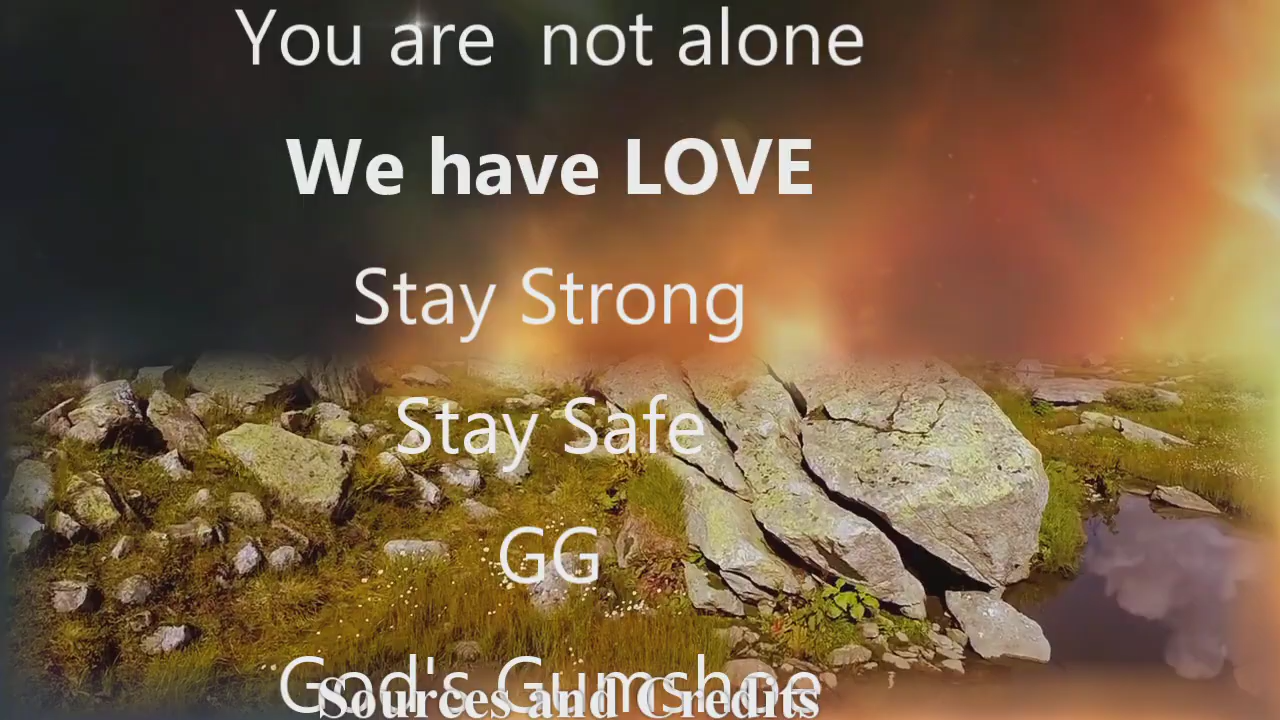 You are not alone
We have LOVE
Stay Strong
Stay Safe
GG
God's Gumshoe
Sources and Credits